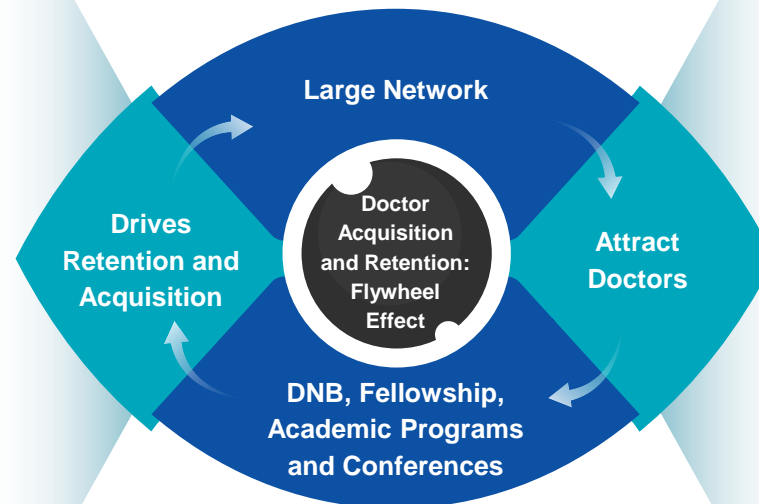 Large Network
Doctor
Acquisition
and Retention:
Flywheel
Effect
Drives
Retention and
Acquisition
Attract
Doctors
DNB, Fellowship,
Academic Programs
and Conferences